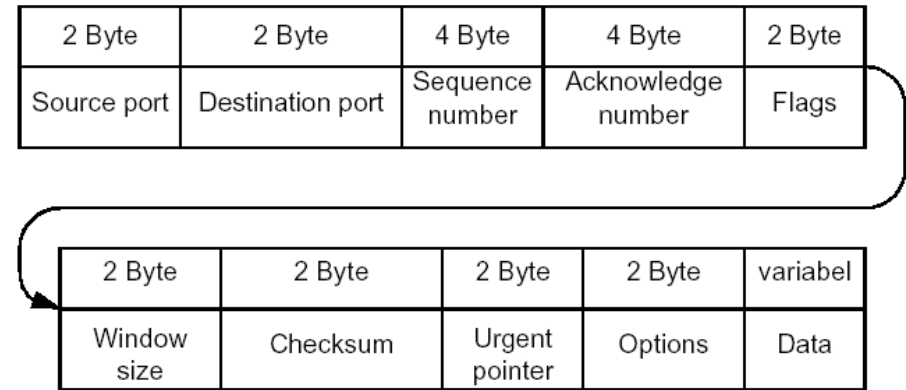 2 Byte 2 Byte 4 Byte 4 Byte 2 Byte
Source port Destination port Sequence number Acknowledge number Flags
2 Byte 2 Byte 2 Byte 2 Byte variabel
Window size Checksum Urgent pointer Options Data